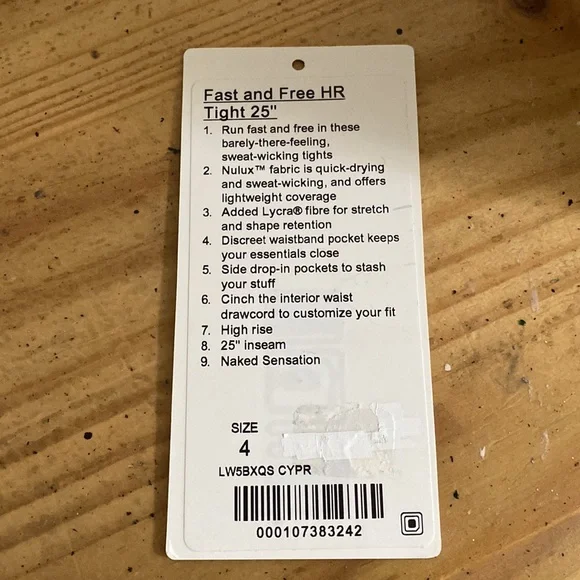 Fast and Free HR
Tight 25"
1. Run fast and free in these
barely-there-feeling,
sweat-wicking tights
2. Nulux™ fabric is quick-drying
and sweat-wicking, and offers
lightweight coverage
3. Added Lycra® fibre for stretch
and shape retention
4. Discreet waistband pocket keeps
your essentials close
5. Side drop-in pockets to stash
your stuff
6. Cinch the interior waist
drawcord to customize your fit
7. High rise
8. 25" inseam
9. Naked Sensation
SIZE
4
LW5BXQS CYPR
000107383242